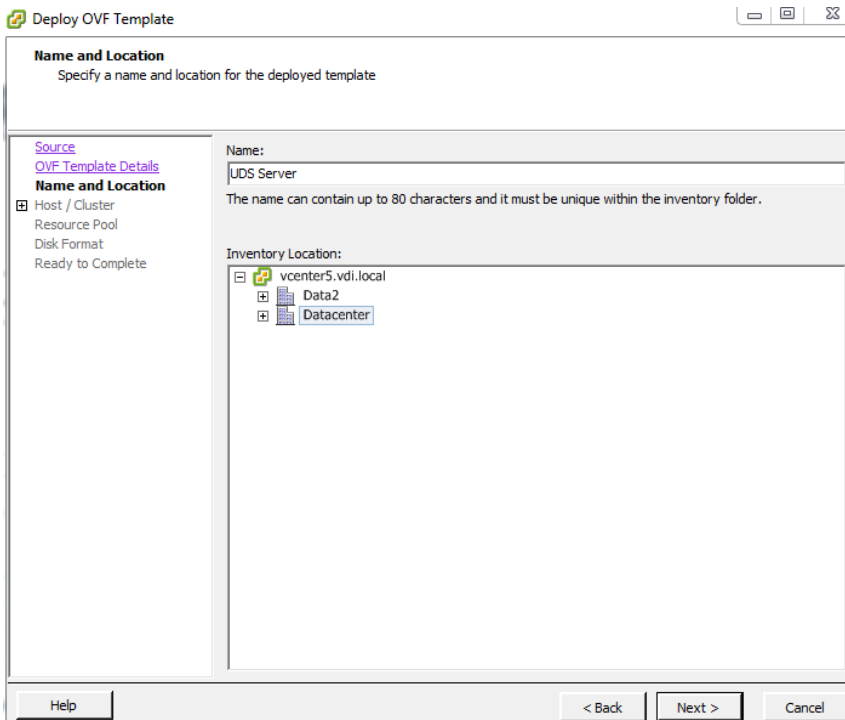 Deploy OVF Template
Name and Location
Specify a name and location for the deployed template
Source
OVF Template Details
Name and Location
Host / Cluster
Resource Pool
Disk Format
Ready to Complete
Name:
UDS Server
The name can contain up to 80 characters and it must be unique within the inventory folder.
Inventory Location:
vcenter5.vdi.local
Data2
Datacenter
Help
< Back
Next >
Cancel